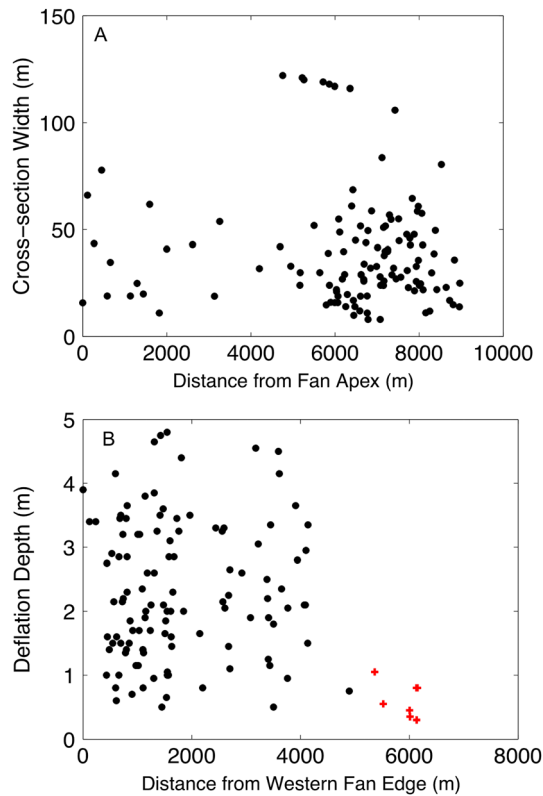 150
A
100
50
0
Cross-section Width (m)
0 2000 4000 6000 8000 10000
Distance from Fan Apex (m)
5
B
4
3
2
1
0
Deflation Depth (m)
0 2000 4000 6000 8000
Distance from Western Fan Edge (m)